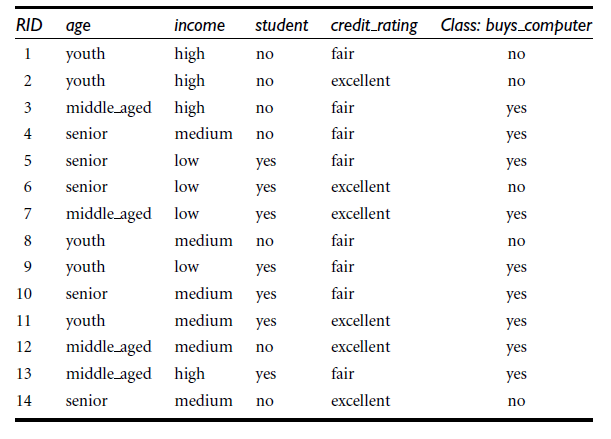 RID age income student credit_rating Class: buys_computer
1 youth high no fair no
2 youth high no excellent no
3 middle_aged high no fair yes
4 senior medium no fair yes
5 senior low yes fair yes
6 senior low yes excellent no
7 middle_aged low yes excellent yes
8 youth medium no fair no
9 youth low yes fair yes
10 senior medium yes fair yes
11 youth medium yes excellent yes
12 middle_aged medium no excellent yes
13 middle_aged high yes fair yes
14 senior medium no excellent no